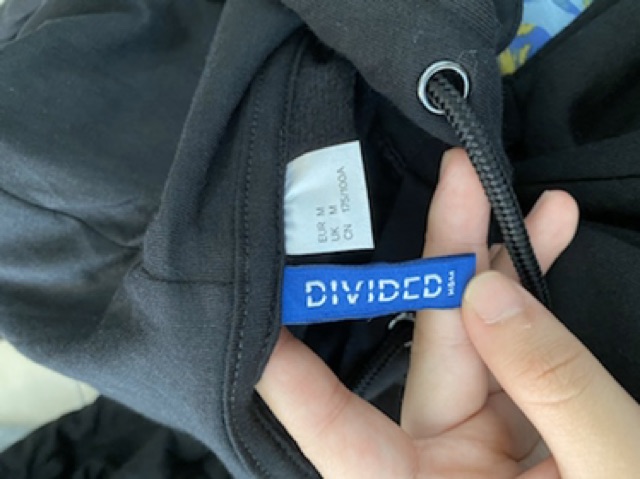 EUR M
UK M
CN 175/100A
DIVIDED
H&M